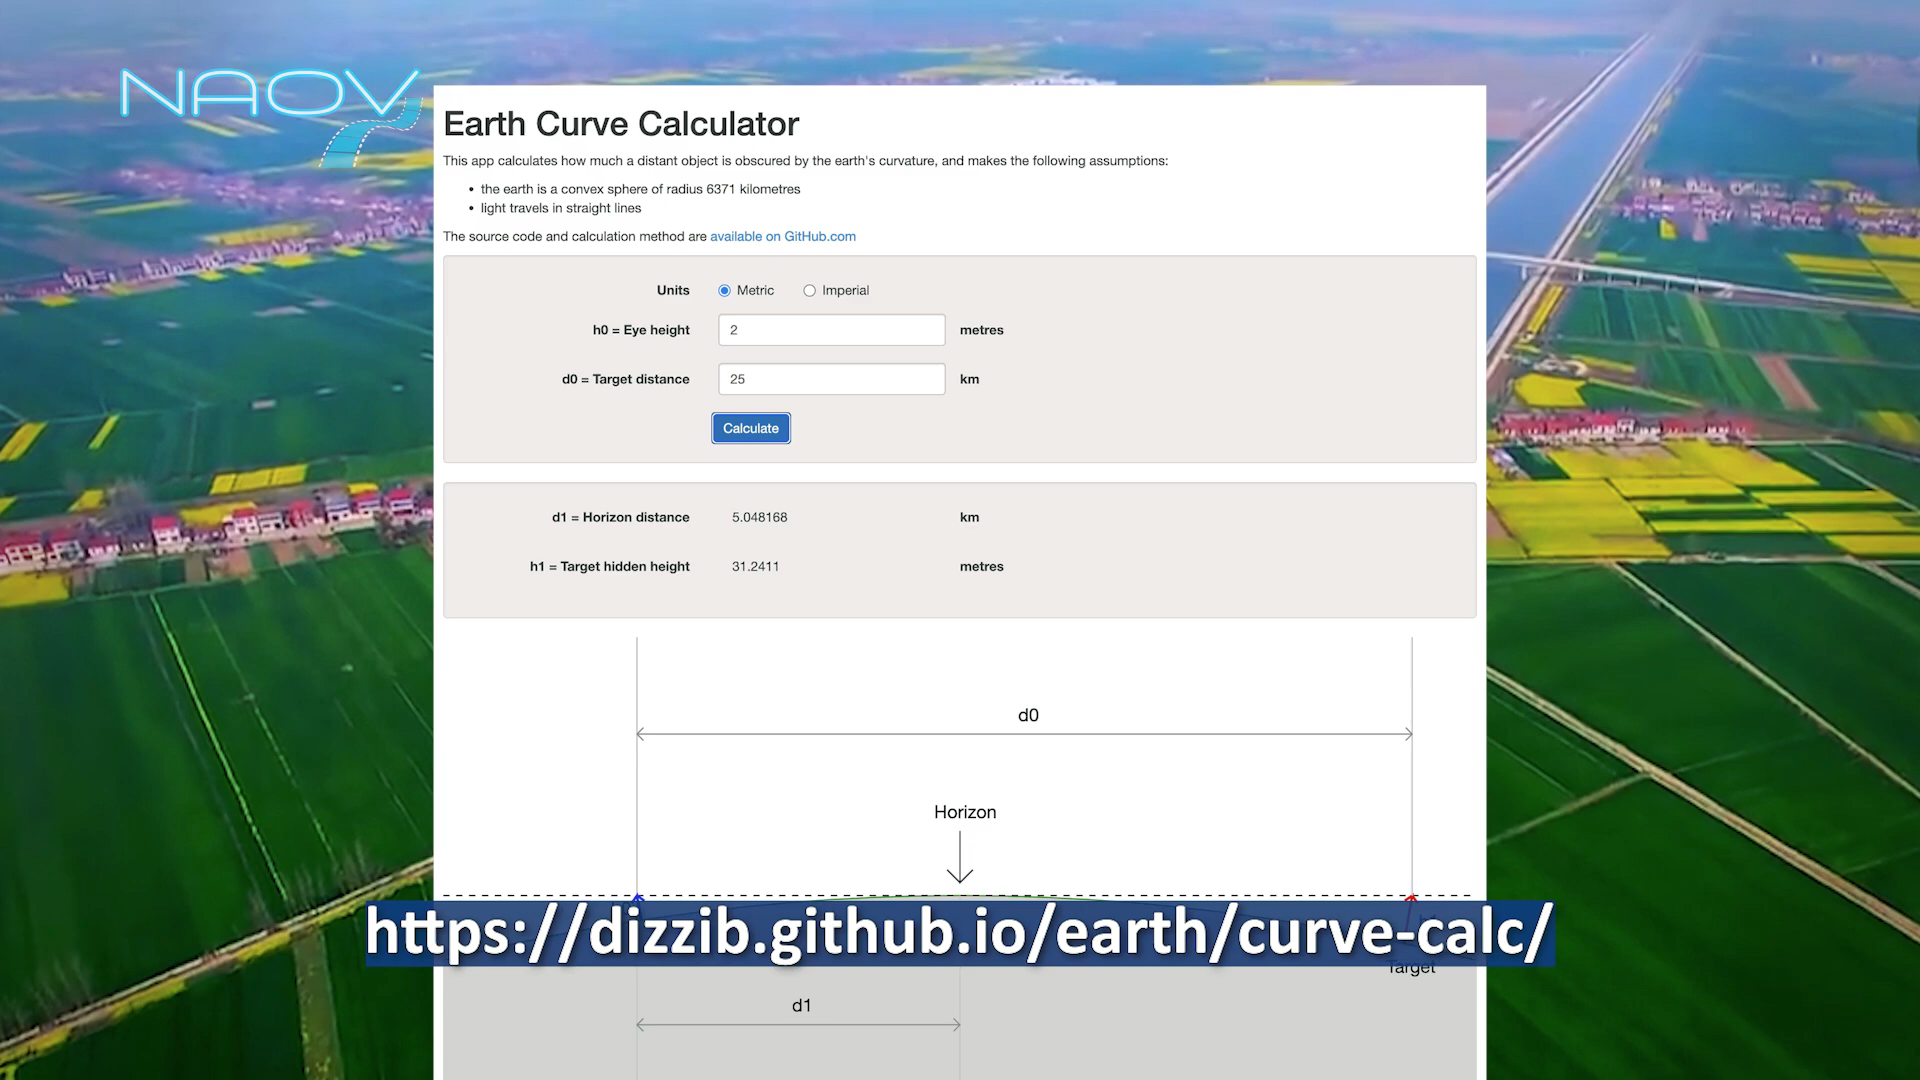 NAOV
Earth Curve Calculator
This app calculates how much a distant object is obscured by the earth's curvature, and makes the following assumptions:
• the earth is a convex sphere of radius 6371 kilometres
• light travels in straight lines
The source code and calculation method are available on GitHub.com
Units Metric Imperial
h0 = Eye height 2 metres
d0 = Target distance 25 km
Calculate
d1 = Horizon distance 5.048168 km
h1 = Target hidden height 31.2411 metres
d0
Horizon
https://dizzib.github.io/earth/curve-calc/
Target
d1